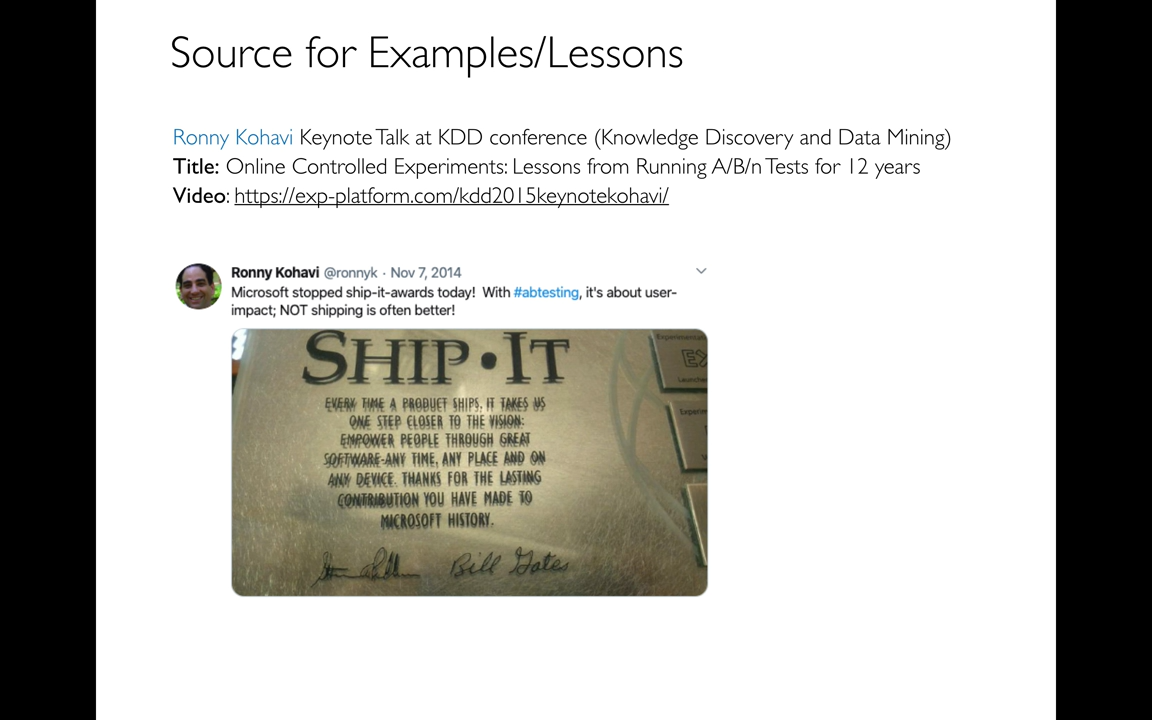 Source for Examples/Lessons
Ronny Kohavi Keynote Talk at KDD conference (Knowledge Discovery and Data Mining)
Title: Online Controlled Experiments: Lessons from Running A/B/n Tests for 12 years
Video: https://exp-platform.com/kdd2015keynotekohavi/
Ronny Kohavi @ronnyk · Nov 7, 2014
Microsoft stopped ship-it-awards today! With #abtesting, it's about user-
impact; NOT shipping is often better!
SHIP•IT
EVERY TIME A PRODUCT SHIPS, IT TAKES US
ONE STEP CLOSER TO THE VISION:
EMPOWER PEOPLE THROUGH GREAT
SOFTWARE-ANY TIME, ANY PLACE AND ON
ANY DEVICE. THANKS FOR THE LASTING
CONTRIBUTION YOU HAVE MADE TO
MICROSOFT HISTORY.
Bill Gates